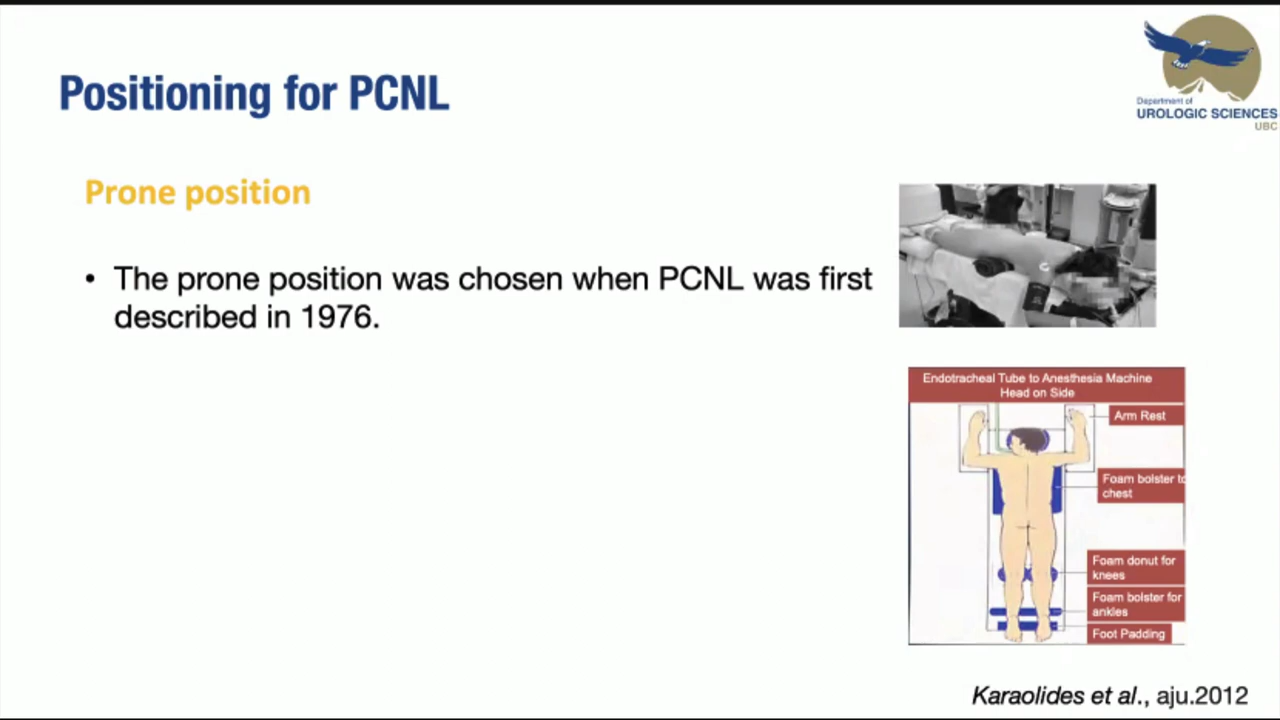 Department of
UROLOGIC SCIENCES
UBC
Positioning for PCNL
Prone position
• The prone position was chosen when PCNL was first
described in 1976.
Endotracheal Tube to Anesthesia Machine
Head on Side
Arm Rest
Foam bolster to
chest
Foam donut for
knees
Foam bolster for
ankles
Foot Padding
Karaolides et al., aju.2012